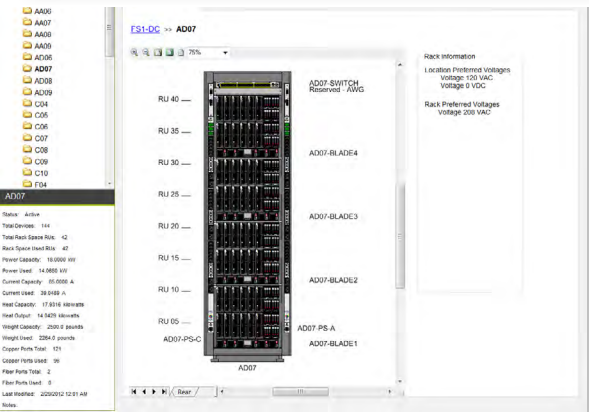 AA06
AA07
AA08
AA09
AD06
AD07
AD08
AD09
C04
C05
C06
C07
C08
C09
C10
F04
AD07
Status: Active
Total Devices: 144
Total Rack Space RUs: 42
Rack Space Used RUs: 42
Power Capacity: 18.0000 kW
Power Used: 14.0660 kW
Current Capacity: 85.0000 A
Current Used: 39.0469 A
Heat Capacity: 17.9316 kilowatts
Heat Output: 14.0429 kilowatts
Weight Capacity: 2500.0 pounds
Weight Used: 2264.0 pounds
Copper Ports Total: 121
Copper Ports Used: 96
Fiber Ports Total: 2
Fiber Ports Used: 0
Last Modified: 2/29/2012 12:01 AM
Notes:
FS1-DC >> AD07
75%
AD07-SWITCH
Reserved - AWG
RU 40
RU 35
AD07-BLADE4
RU 30
RU 25
AD07-BLADE3
RU 20
RU 15
AD07-BLADE2
RU 10
RU 05
AD07-PS-A
AD07-PS-C
AD07-BLADE1
AD07
Rear
Rack Information
Location Preferred Voltages
Voltage 120 VAC
Voltage 0 VDC
Rack Preferred Voltages
Voltage 208 VAC